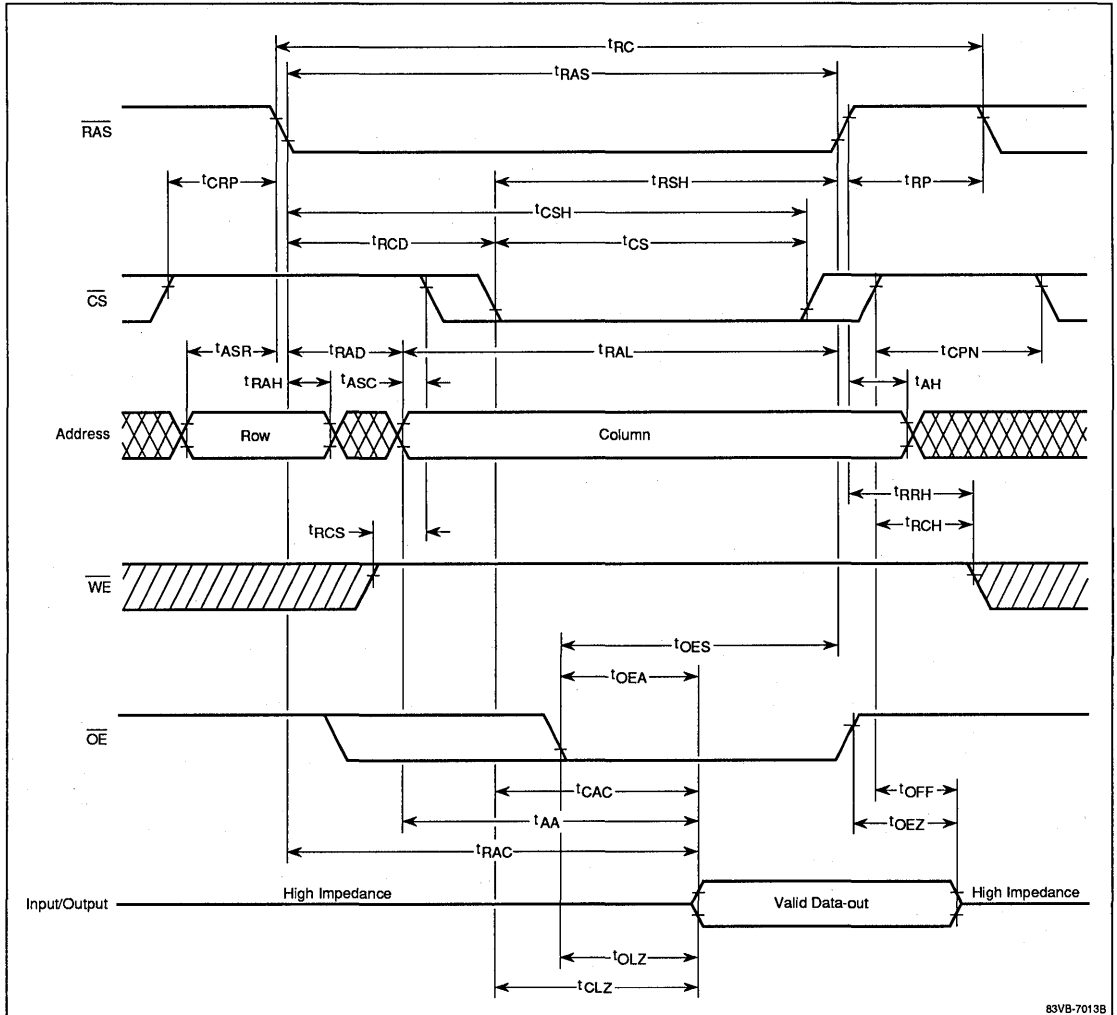 tRC
tRAS
RAS
tCRP
tRSH
tRP
tCSH
tRCD
tCS
CS
tASR
tRAD
tRAL
tCPN
tRAH
tASC
tAH
Address
Row
Column
tRRH
tRCS
tRCH
WE
tOES
tOEA
OE
tCAC
tOFF
tAA
tOEZ
tRAC
Input/Output
High Impedance
Valid Data-out
High Impedance
tOLZ
tCLZ
83VB-7013B